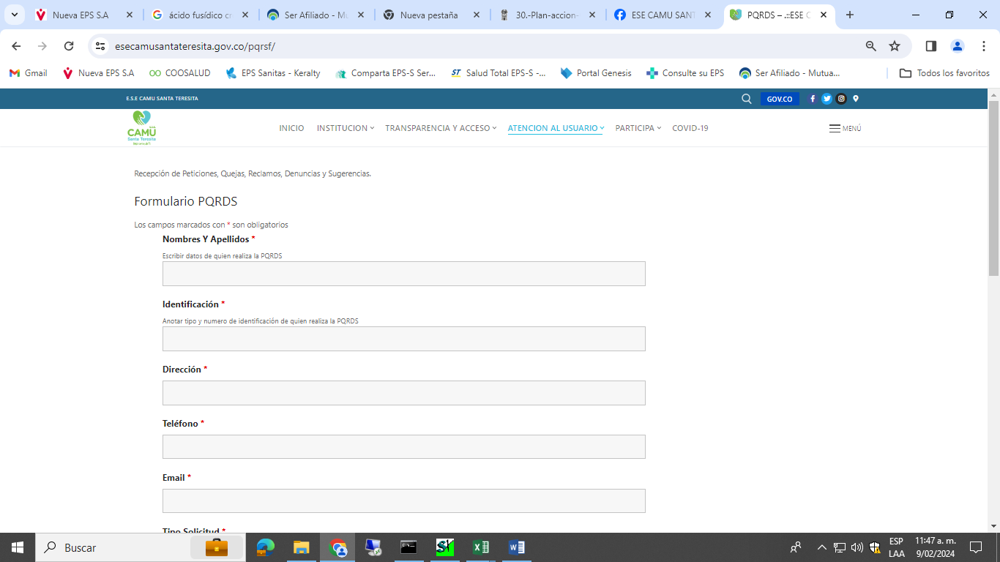 Nueva EPS S.A
ácido fusídico cr
Ser Afiliado - Mu
Nueva pestaña
30.-Plan-accion-
ESE CAMU SANT
PQRDS – .::ESE C
esecamusantateresita.gov.co/pqrsf/
Gmail
Nueva EPS S.A
COOSALUD
EPS Sanitas - Keralty
Comparta EPS-S Ser...
Salud Total EPS-S -...
Portal Genesis
Consulte su EPS
Ser Afiliado - Mutua...
Todos los favoritos
E.S.E CAMU SANTA TERESITA
GOV.CO
CAMU
Santa Teresita
INICIO
INSTITUCION
TRANSPARENCIA Y ACCESO
ATENCION AL USUARIO
PARTICIPA
COVID-19
MENÚ
Recepción de Peticiones, Quejas, Reclamos, Denuncias y Sugerencias.
Formulario PQRDS
Los campos marcados con * son obligatorios
Nombres Y Apellidos *
Escribir datos de quien realiza la PQRDS
Identificación *
Anotar tipo y numero de identificación de quien realiza la PQRDS
Dirección *
Teléfono *
Email *
Tipo Solicitud *
Buscar
ESP
LAA
11:47 a. m.
9/02/2024